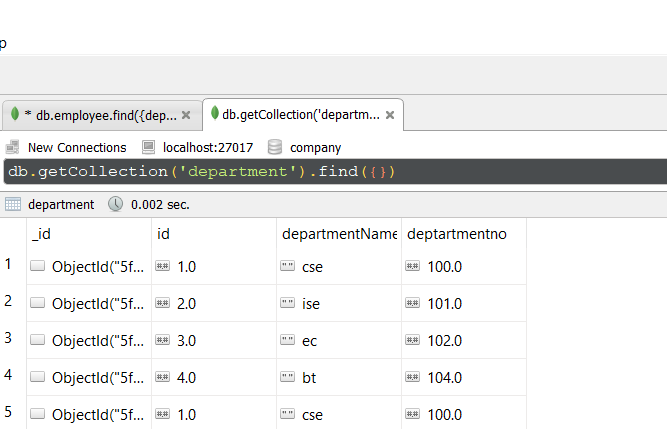 p
* db.employee.find({dep... db.getCollection('departm...
New Connections localhost:27017 company
db.getCollection('department').find({})
department 0.002 sec.
_id id departmentName deptartmentno
1 ObjectId("5f... #.# 1.0 "" cse #.# 100.0
2 ObjectId("5f... #.# 2.0 "" ise #.# 101.0
3 ObjectId("5f... #.# 3.0 "" ec #.# 102.0
4 ObjectId("5f... #.# 4.0 "" bt #.# 104.0
5 ObjectId("5f... #.# 1.0 "" cse #.# 100.0